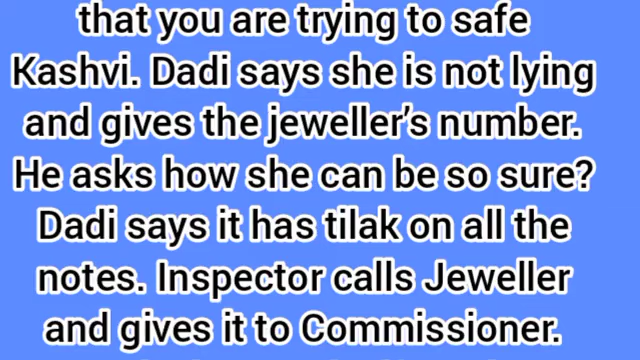 that you are trying to safe
Kashvi. Dadi says she is not lying
and gives the jeweller’s number.
He asks how she can be so sure?
Dadi says it has tilak on all the
notes. Inspector calls Jeweller
and gives it to Commissioner.